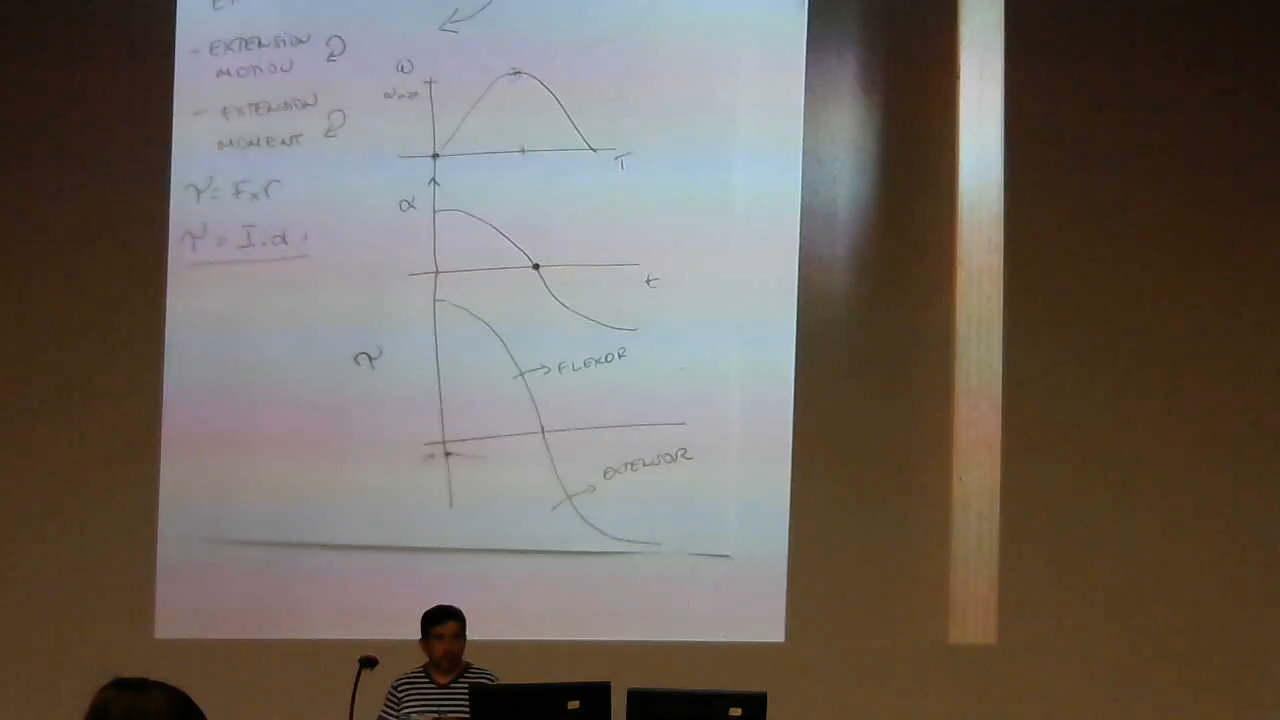 - EXTENSION
MOTION
- EXTENSION
MOMENT
τ = F x r
τ = I . α .
ω
T
α
t
τ
FLEXOR
EXTENSOR